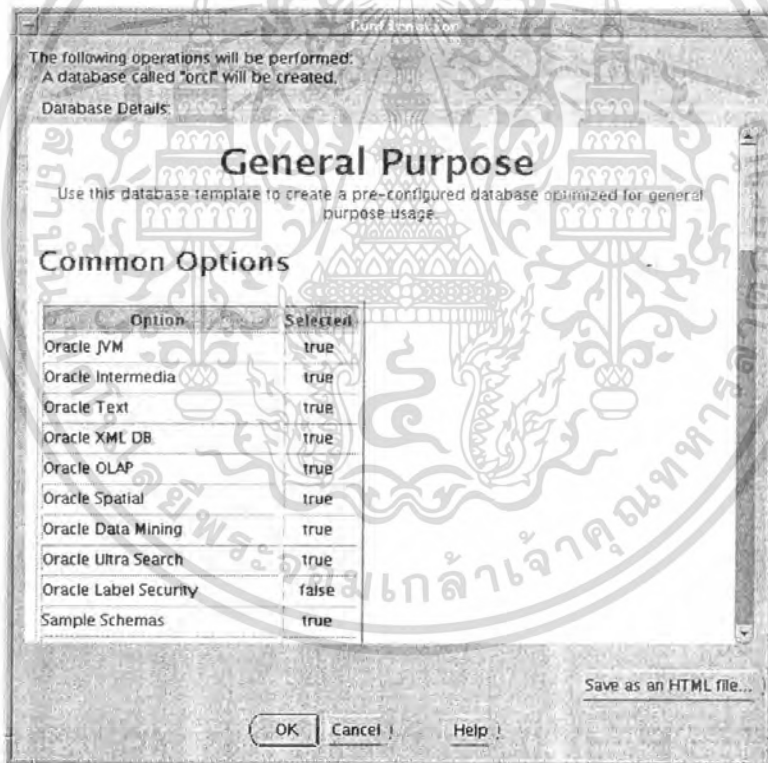 Confirmation
The following operations will be performed:
A database called "orcl" will be created.
Database Details:
General Purpose
Use this database template to create a pre-configured database optimized for general
purpose usage.
Common Options
Option Selected
Oracle JVM true
Oracle Intermedia true
Oracle Text true
Oracle XML DB true
Oracle OLAP true
Oracle Spatial true
Oracle Data Mining true
Oracle Ultra Search true
Oracle Label Security false
Sample Schemas true
Save as an HTML file...
OK Cancel Help